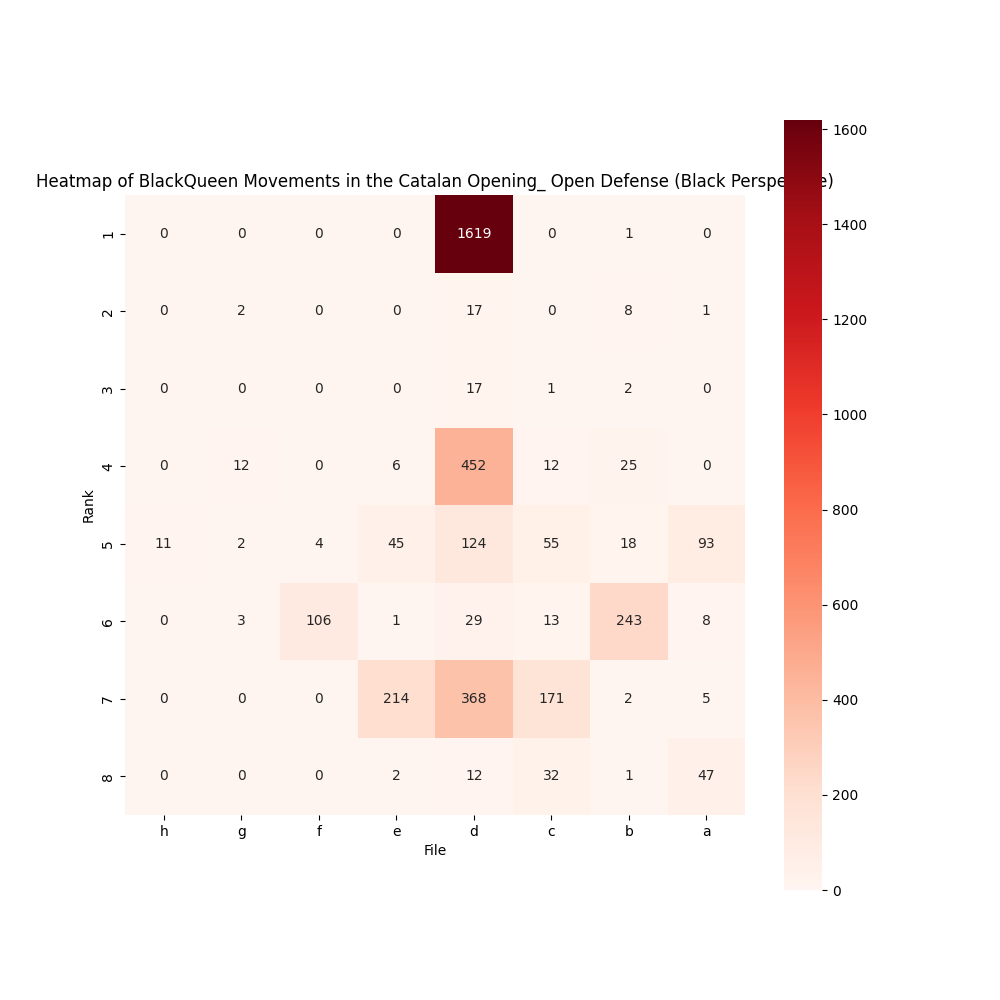 Heatmap of BlackQueen Movements in the Catalan Opening_ Open Defense (Black
1600
1 0 0 0 0 1619 0 1 0
1400
2 0 2 0 0 17 0 8 1
1200
3 0 0 0 0 17 1 2 0
1000
4 0 12 0 6 452 12 25 0
Rank
800
5 11 2 4 45 124 55 18 93
600
6 0 3 106 1 29 13 243 8
400
7 0 0 0 214 368 171 2 5
200
8 0 0 0 2 12 32 1 47
h g f e d c b a
File
0